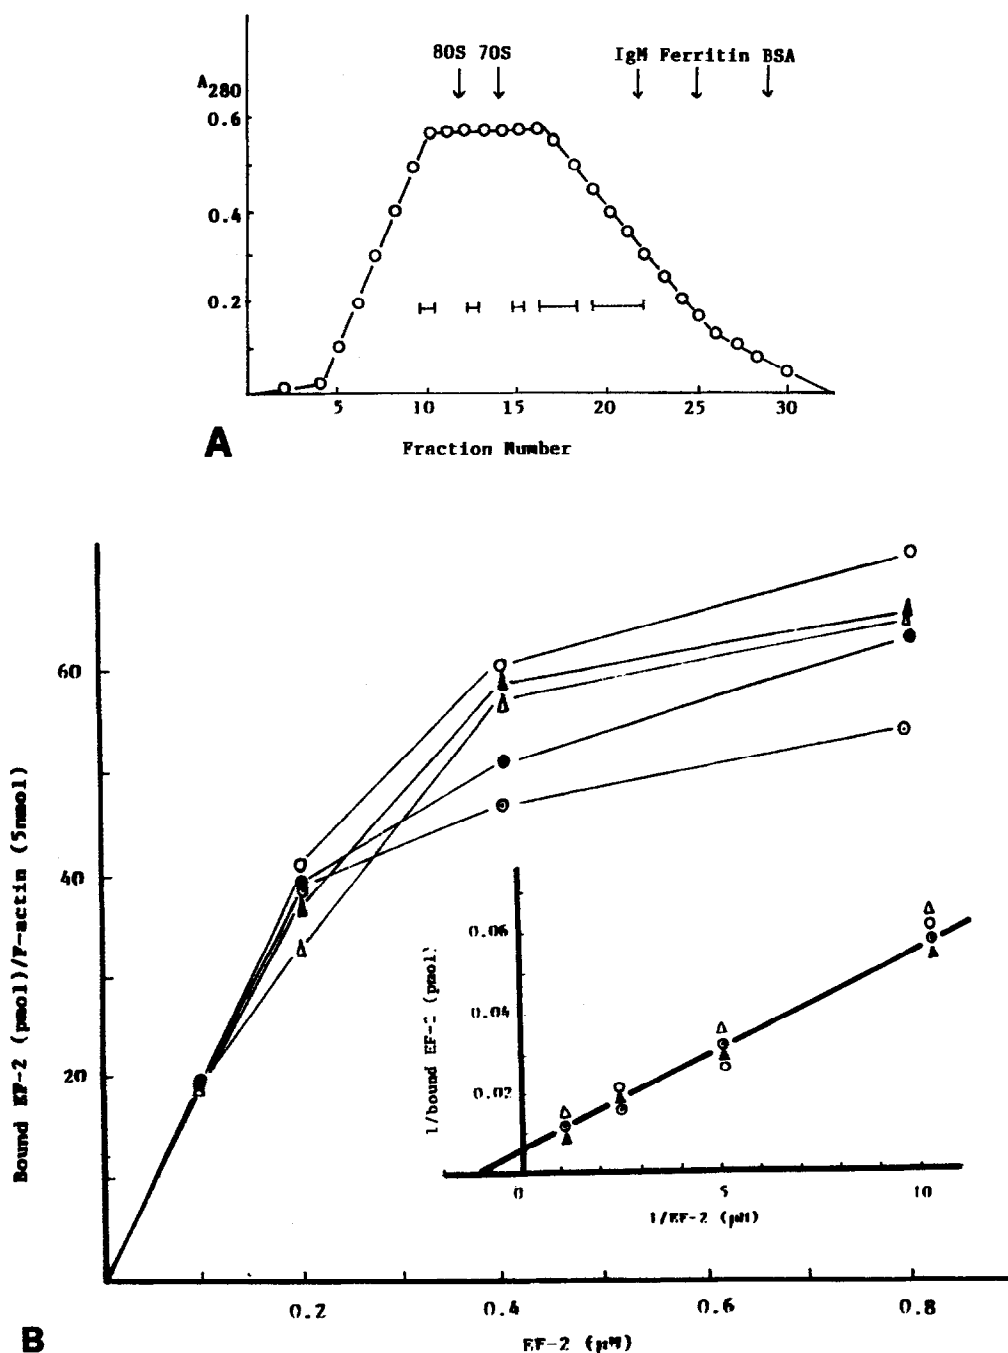 80S 70S IgM Ferritin BSA
A280
0.6
0.4
0.2
5 10 15 20 25 30
A Fraction Number
Bound EF-2 (pmol)/F-actin (5nmol)
60
40
20
1/bound EF-2 (pmol)
0.06
0.04
0.02
0 5 10
1/EF-2 (μM)
0.2 0.4 0.6 0.8
B EF-2 (μM)